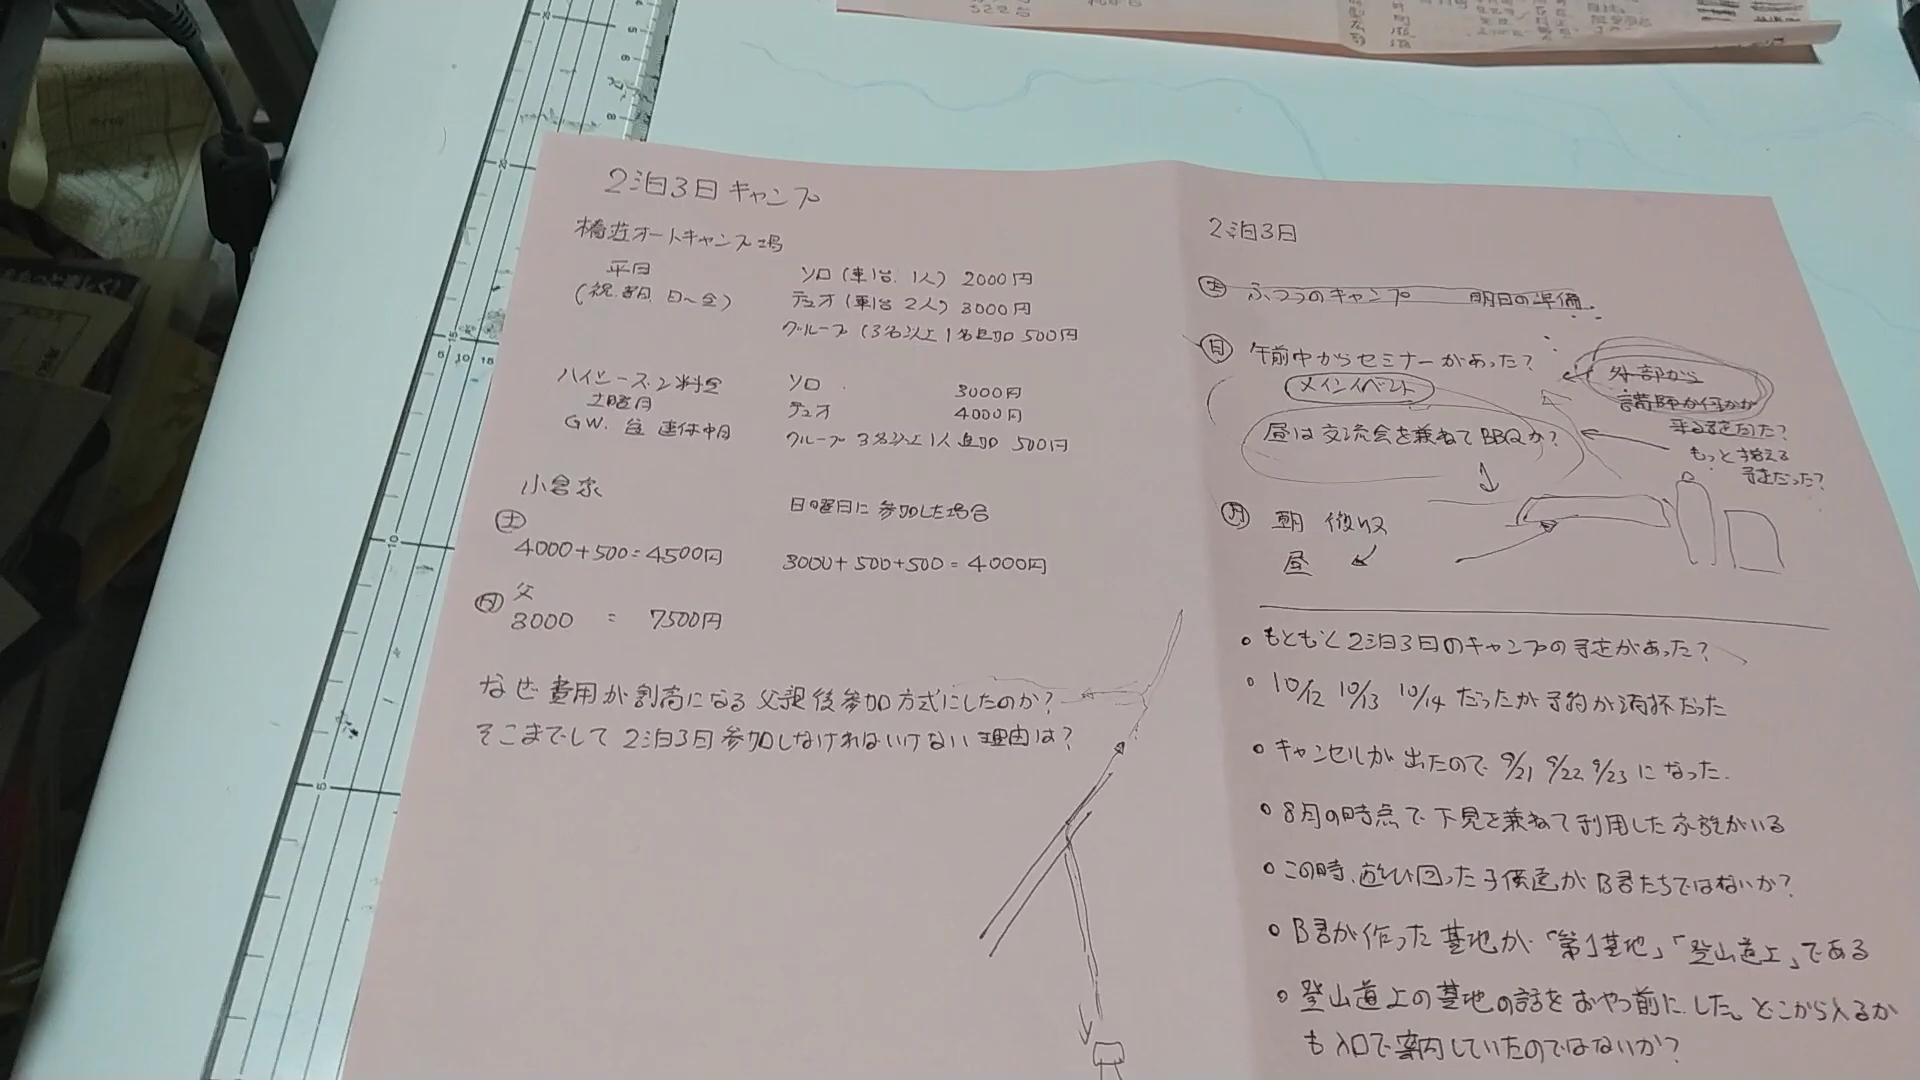 2泊3日キャンプ
椿荘オートキャンプ場
平日
(祝. 翌月. 日〜金)
ソロ (車1台. 1人) 2000円
デュオ (車1台 2人) 3000円
グループ (3名以上 1名追加 500円
ハイシーズン料金
土曜日
GW. 盆 連休中日
ソロ 3000円
デュオ 4000円
グループ 3名以上 1人追加 500円
小倉家
土
4000+500=4500円
日曜日に参加した場合
3000+500+500=4000円
日 父
3000 = 7500円
なぜ費用が割高になる父親後参加方式にしたのか?
そこまでして2泊3日参加しなければいけない理由は?
2泊3日
土 ふつうのキャンプ 明日の準備.
日 午前中からセミナーがあった?
メインイベント
昼は交流会を兼ねてBBQか?
外部から
講師か何かが
来る予定だった?
もっと
予定だった?
月 朝
昼
もともと2泊3日のキャンプの予定があった?
10/12 10/13 10/14 だったが予約が満杯だった
キャンセルが出たので 9/21 9/22 9/23 になった.
8月の時点で下見を兼ねて利用した家族がいる
この時、遊び回った子供達がB君たちではないか?
B君が作った基地が「第1基地」「登山道上」である
登山道上の基地の話をおやつ前にした。どこから入るか
も入口で案内していたのではないか?